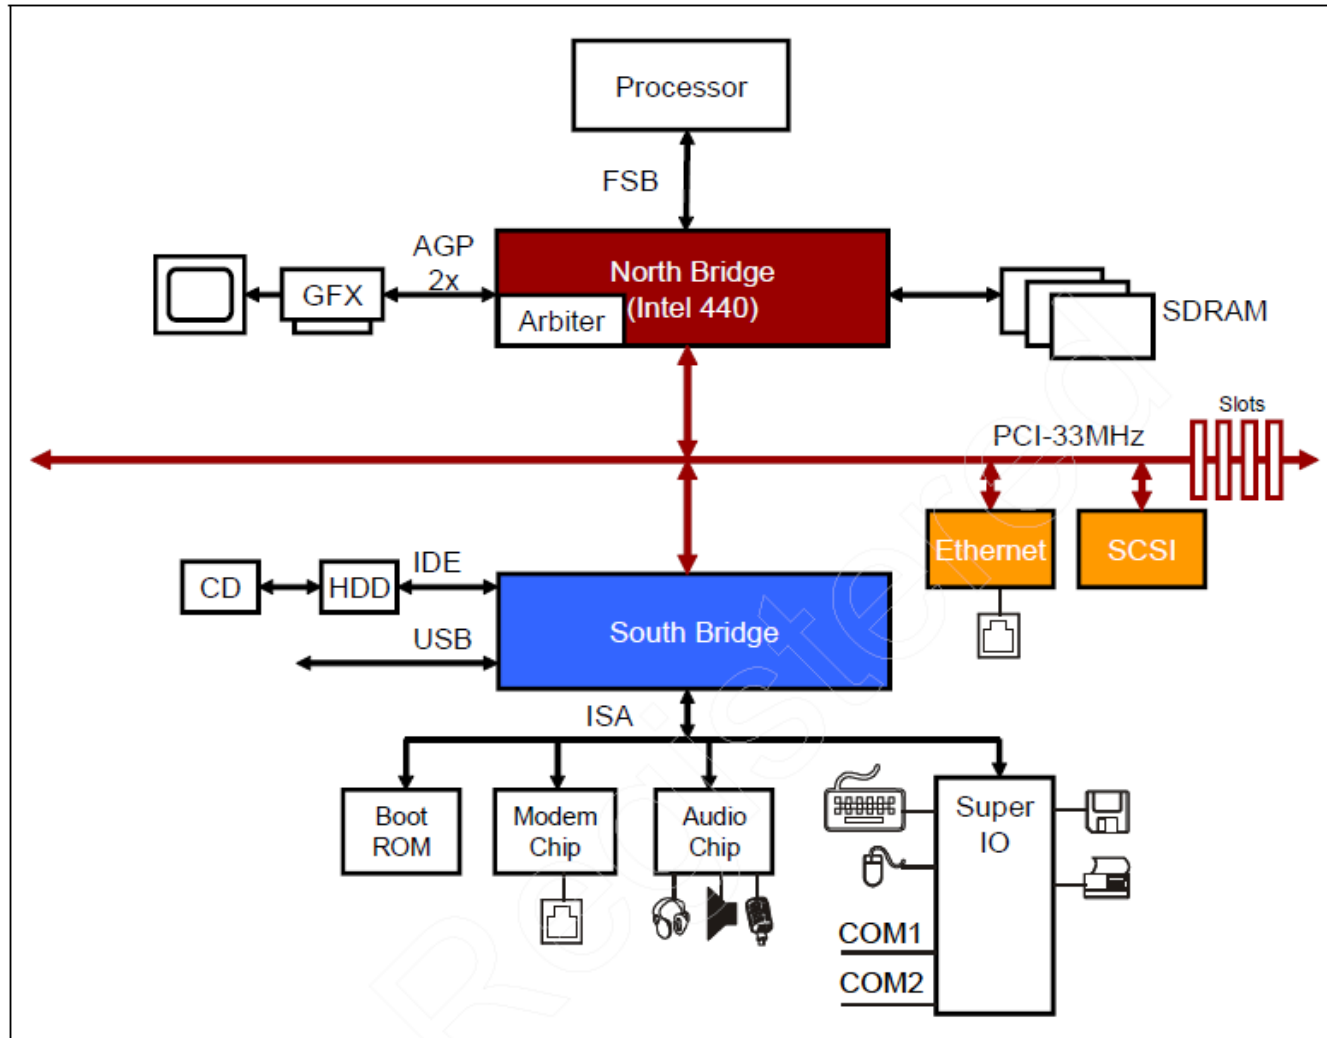 Processor
FSB
AGP
2x
GFX
North Bridge
(Intel 440)
Arbiter
SDRAM
Slots
PCI-33MHz
Ethernet
SCSI
CD
HDD
IDE
USB
South Bridge
ISA
Boot
ROM
Modem
Chip
Audio
Chip
Super
IO
COM1
COM2
Registered